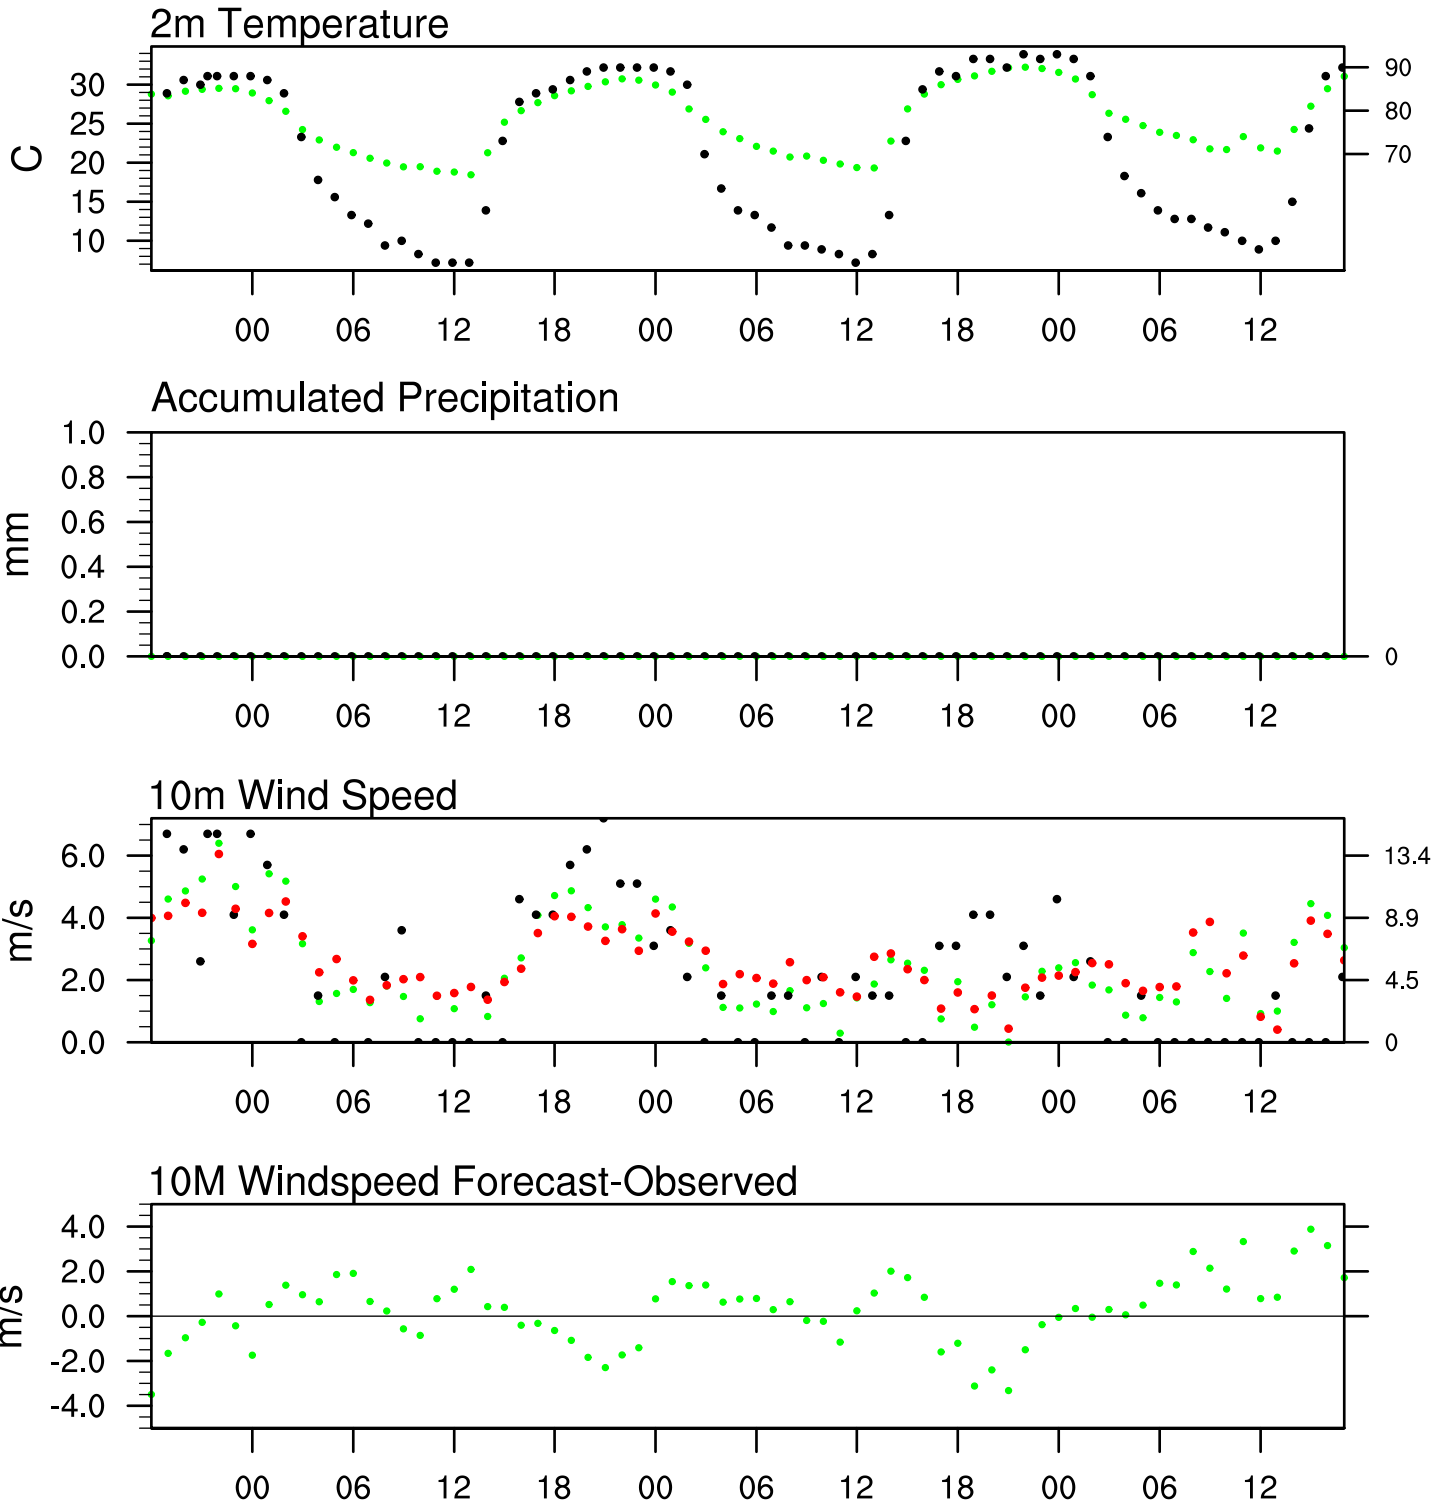 2m Temperature
30
25
20
15
10
C
90
80
70
00 06 12 18 00 06 12 18 00 06 12
Accumulated Precipitation
1.0
0.8
0.6
0.4
0.2
0.0
mm
0
00 06 12 18 00 06 12 18 00 06 12
10m Wind Speed
6.0
4.0
2.0
0.0
m/s
13.4
8.9
4.5
0
00 06 12 18 00 06 12 18 00 06 12
10M Windspeed Forecast-Observed
4.0
2.0
0.0
-2.0
-4.0
m/s
00 06 12 18 00 06 12 18 00 06 12